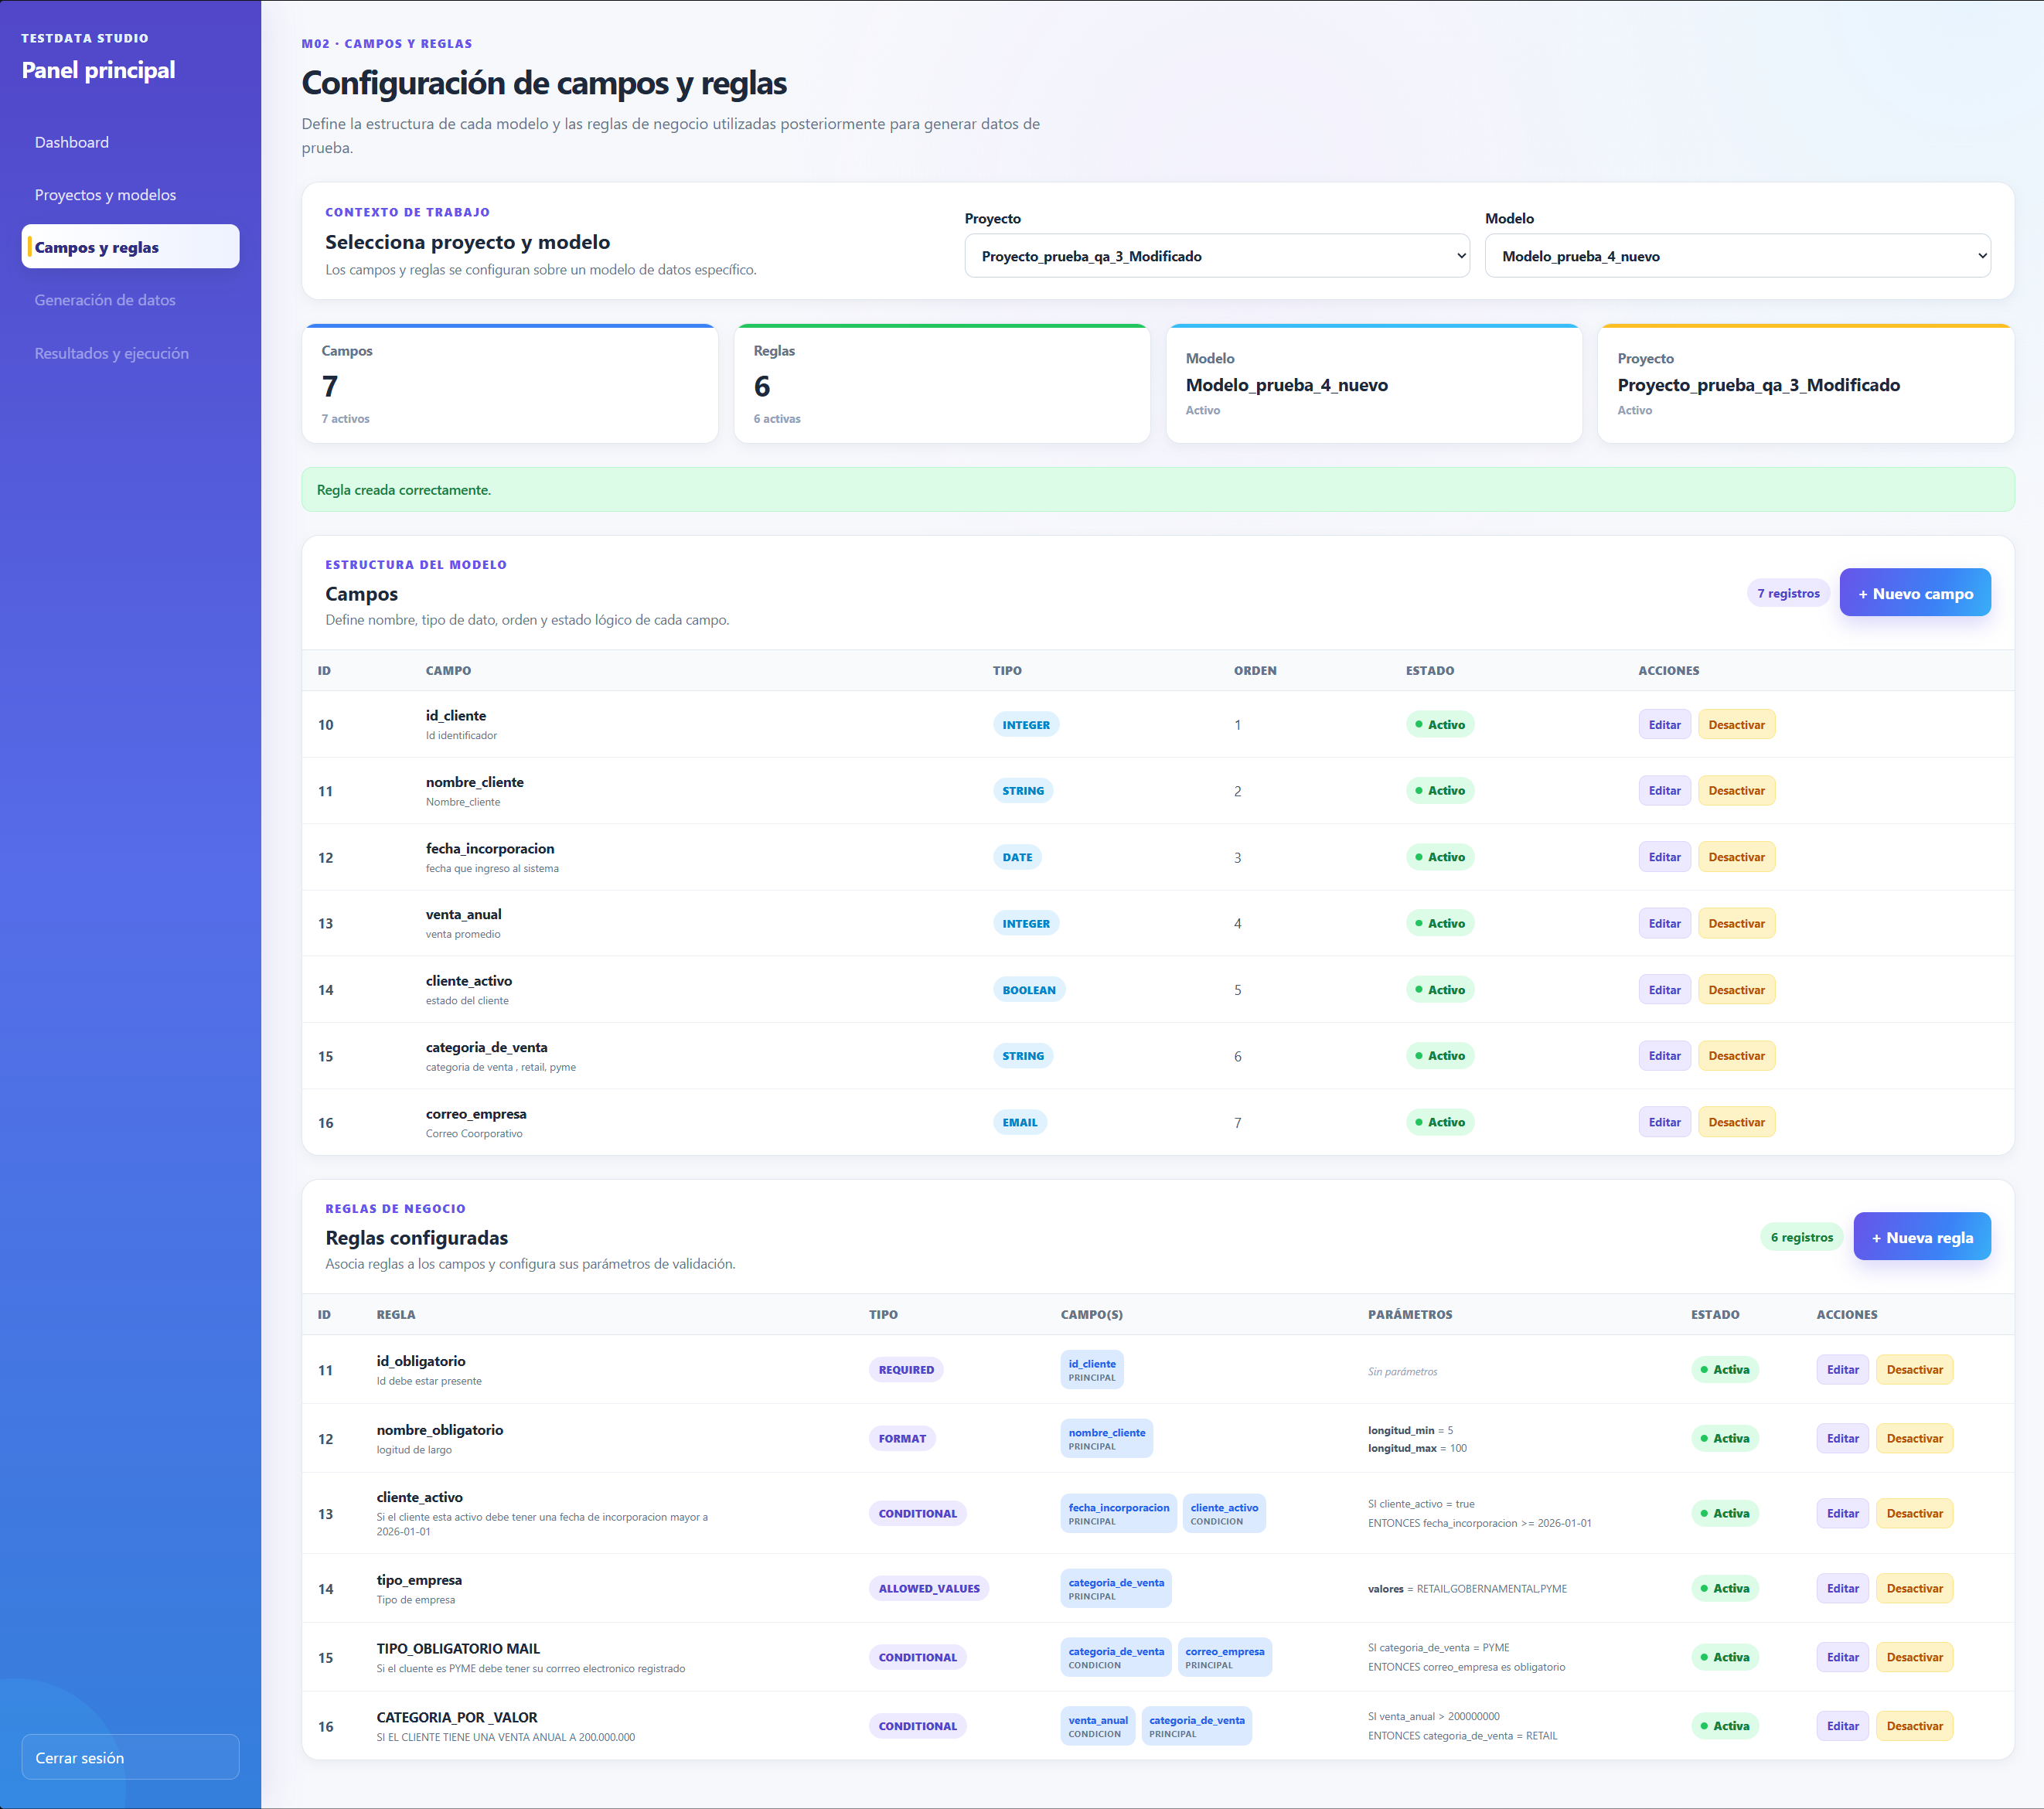 TESTDATA STUDIO
Panel principal
Dashboard
Proyectos y modelos
Campos y reglas
Generación de datos
Resultados y ejecución
Cerrar sesión
M02 · CAMPOS Y REGLAS
Configuración de campos y reglas
Define la estructura de cada modelo y las reglas de negocio utilizadas posteriormente para generar datos de
prueba.
CONTEXTO DE TRABAJO
Selecciona proyecto y modelo
Los campos y reglas se configuran sobre un modelo de datos específico.
Proyecto
Proyecto_prueba_qa_3_Modificado
Modelo
Modelo_prueba_4_nuevo
Campos
7
7 activos
Reglas
6
6 activas
Modelo
Modelo_prueba_4_nuevo
Activo
Proyecto
Proyecto_prueba_qa_3_Modificado
Activo
Regla creada correctamente.
ESTRUCTURA DEL MODELO
Campos
Define nombre, tipo de dato, orden y estado lógico de cada campo.
7 registros
+ Nuevo campo
ID CAMPO TIPO ORDEN ESTADO ACCIONES
10 id_cliente INTEGER 1 Activo Editar Desactivar
Id identificador
11 nombre_cliente STRING 2 Activo Editar Desactivar
Nombre_cliente
12 fecha_incorporacion DATE 3 Activo Editar Desactivar
fecha que ingreso al sistema
13 venta_anual INTEGER 4 Activo Editar Desactivar
venta promedio
14 cliente_activo BOOLEAN 5 Activo Editar Desactivar
estado del cliente
15 categoria_de_venta STRING 6 Activo Editar Desactivar
categoria de venta , retail, pyme
16 correo_empresa EMAIL 7 Activo Editar Desactivar
Correo Coorporativo
REGLAS DE NEGOCIO
Reglas configuradas
Asocia reglas a los campos y configura sus parámetros de validación.
6 registros
+ Nueva regla
ID REGLA TIPO CAMPO(S) PARÁMETROS ESTADO ACCIONES
11 id_obligatorio REQUIRED id_cliente Sin parámetros Activa Editar Desactivar
Id debe estar presente PRINCIPAL
12 nombre_obligatorio FORMAT nombre_cliente longitud_min = 5 Activa Editar Desactivar
logitud de largo PRINCIPAL longitud_max = 100
13 cliente_activo CONDITIONAL fecha_incorporacion cliente_activo SI cliente_activo = true Activa Editar Desactivar
Si el cliente esta activo debe tener una fecha de incorporacion mayor a PRINCIPAL CONDICION ENTONCES fecha_incorporacion >= 2026-01-01
2026-01-01
14 tipo_empresa ALLOWED_VALUES categoria_de_venta valores = RETAIL,GOBERNAMENTAL,PYME Activa Editar Desactivar
Tipo de empresa PRINCIPAL
15 TIPO_OBLIGATORIO MAIL CONDITIONAL categoria_de_venta correo_empresa SI categoria_de_venta = PYME Activa Editar Desactivar
Si el cluente es PYME debe tener su corrreo electronico registrado CONDICION PRINCIPAL ENTONCES correo_empresa es obligatorio
16 CATEGORIA_POR _VALOR CONDITIONAL venta_anual categoria_de_venta SI venta_anual > 200000000 Activa Editar Desactivar
SI EL CLIENTE TIENE UNA VENTA ANUAL A 200.000.000 CONDICION PRINCIPAL ENTONCES categoria_de_venta = RETAIL